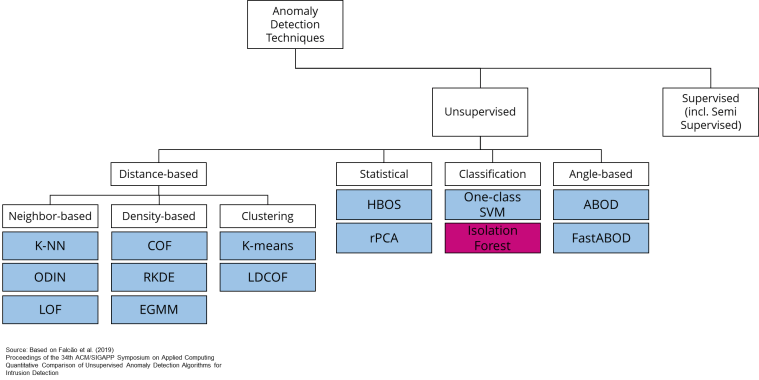 Anomaly
Detection
Techniques
Unsupervised
Supervised
(incl. Semi
Supervised)
Distance-based
Statistical
Classification
Angle-based
Neighbor-based
Density-based
Clustering
HBOS
One-class
SVM
ABOD
K-NN
COF
K-means
rPCA
Isolation
Forest
FastABOD
ODIN
RKDE
LDCOF
LOF
EGMM
Source: Based on Falcão et al. (2019)
Proceedings of the 34th ACM/SIGAPP Symposium on Applied Computing
Quantitative Comparison of Unsupervised Anomaly Detection Algorithms for
Intrusion Detection